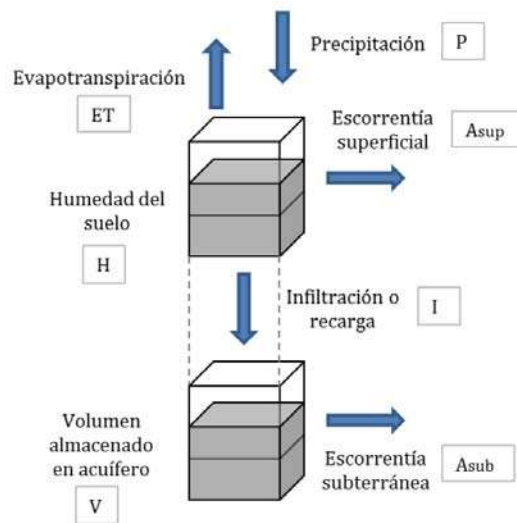 Precipitación
P
Evapotranspiración
ET
Escorrentía
superficial
Asup
Humedad del
suelo
H
Infiltración o
recarga
I
Volumen
almacenado
en acuífero
V
Escorrentía
subterránea
Asub